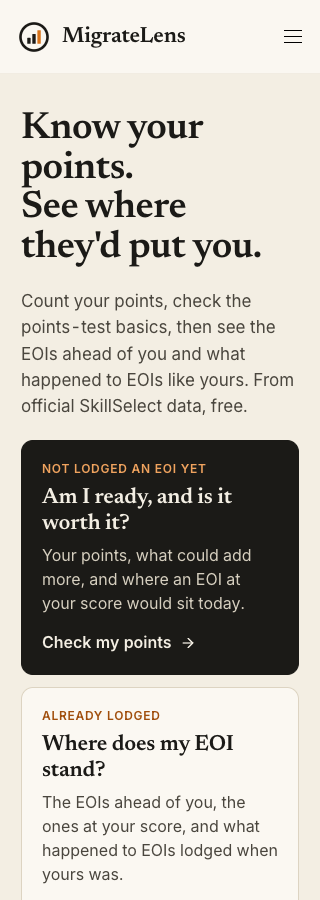 MigrateLens
Know your
points.
See where
they'd put you.
Count your points, check the
points-test basics, then see the
EOIs ahead of you and what
happened to EOIs like yours. From
official SkillSelect data, free.
NOT LODGED AN EOI YET
Am I ready, and is it
worth it?
Your points, what could add
more, and where an EOI at
your score would sit today.
Check my points →
ALREADY LODGED
Where does my EOI
stand?
The EOIs ahead of you, the
ones at your score, and what
happened to EOIs lodged when
yours was.